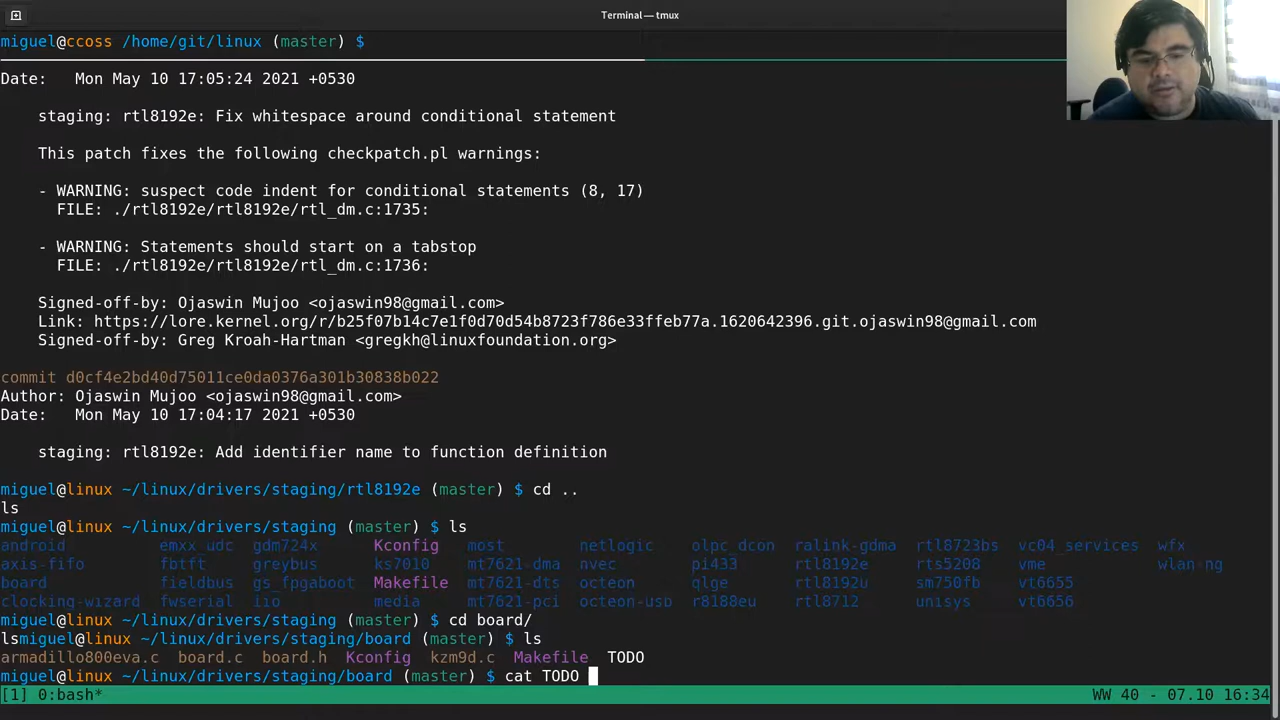 Terminal — tmux
miguel@ccoss /home/git/linux (master) $
Date:   Mon May 10 17:05:24 2021 +0530
staging: rtl8192e: Fix whitespace around conditional statement
This patch fixes the following checkpatch.pl warnings:
- WARNING: suspect code indent for conditional statements (8, 17)
FILE: ./rtl8192e/rtl8192e/rtl_dm.c:1735:
- WARNING: Statements should start on a tabstop
FILE: ./rtl8192e/rtl8192e/rtl_dm.c:1736:
Signed-off-by: Ojaswin Mujoo <ojaswin98@gmail.com>
Link: https://lore.kernel.org/r/b25f07b14c7e1f0d70d54b8723f786e33ffeb77a.1620642396.git.ojaswin98@gmail.com
Signed-off-by: Greg Kroah-Hartman <gregkh@linuxfoundation.org>
commit d0cf4e2bd40d75011ce0da0376a301b30838b022
Author: Ojaswin Mujoo <ojaswin98@gmail.com>
Date:   Mon May 10 17:04:17 2021 +0530
staging: rtl8192e: Add identifier name to function definition
miguel@linux ~/linux/drivers/staging/rtl8192e (master) $ cd ..
ls
miguel@linux ~/linux/drivers/staging (master) $ ls
android emxx_udc gdm724x Kconfig most netlogic olpc_dcon ralink-gdma rtl8723bs vc04_services wfx
axis-fifo fbtft greybus ks7010 mt7621-dma nvec pi433 rtl8192e rts5208 vme wlan-ng
board fieldbus gs_fpgaboot Makefile mt7621-dts octeon qlge rtl8192u sm750fb vt6655
clocking-wizard fwserial iio media mt7621-pci octeon-usb r8188eu rtl8712 unisys vt6656
miguel@linux ~/linux/drivers/staging (master) $ cd board/
lsmiguel@linux ~/linux/drivers/staging/board (master) $ ls
armadillo800eva.c board.c board.h Kconfig kzm9d.c Makefile TODO
miguel@linux ~/linux/drivers/staging/board (master) $ cat TODO
[1] 0:bash* WW 40 - 07.10 16:34